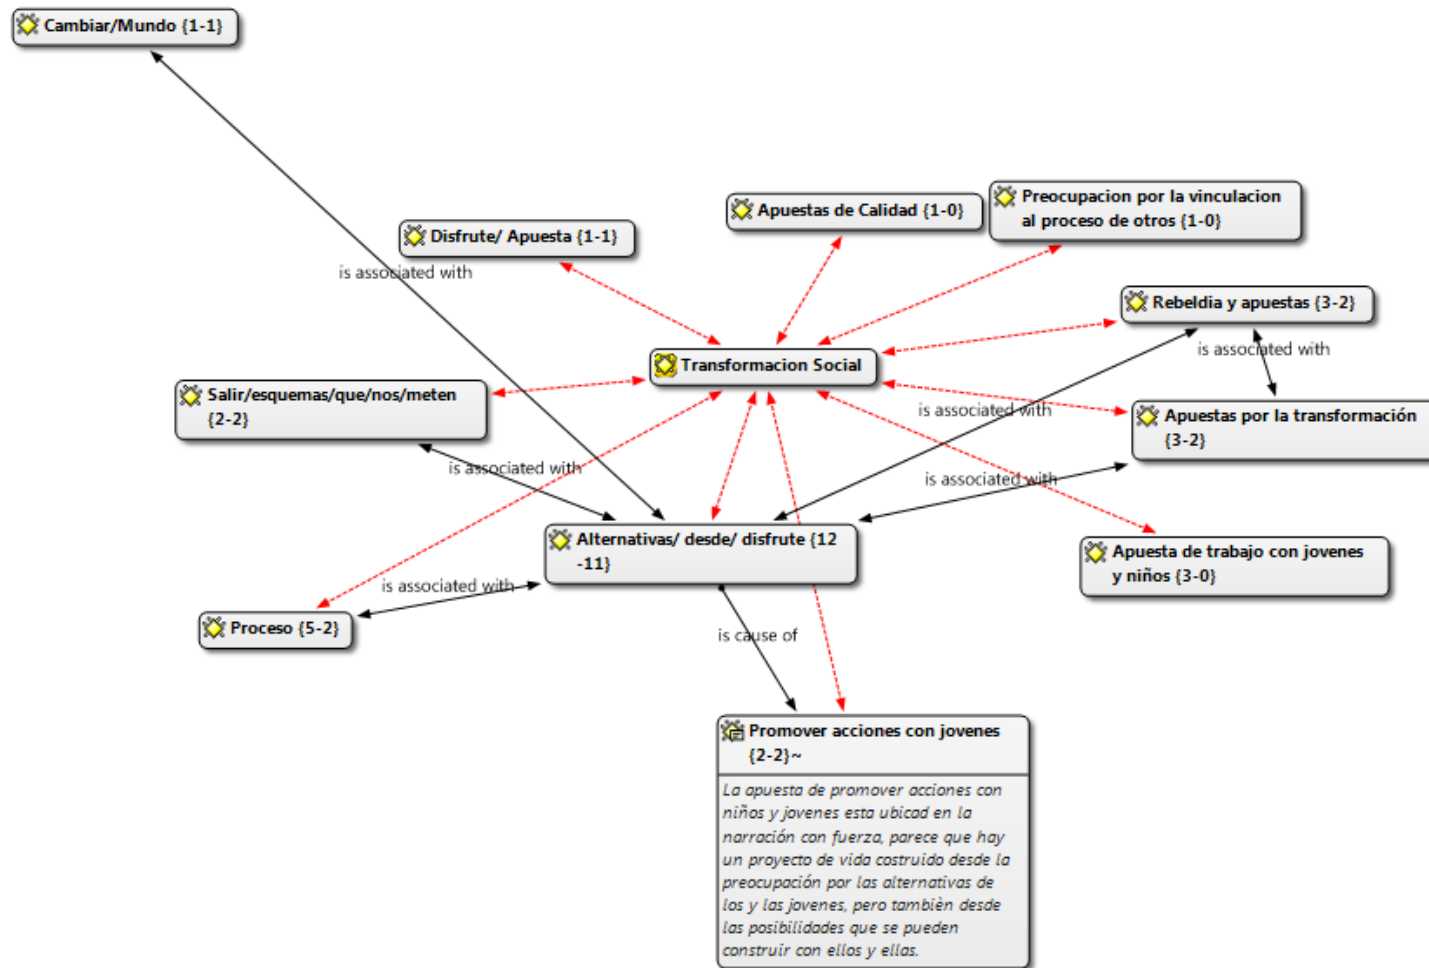 Cambiar/Mundo {1-1}
Apuestas de Calidad {1-0}
Preocupacion por la vinculacion
al proceso de otros {1-0}
Disfrute/ Apuesta {1-1}
is associated with
Rebeldia y apuestas {3-2}
is associated with
Transformacion Social
Salir/esquemas/que/nos/meten
{2-2}
is associated with
Apuestas por la transformación
{3-2}
is associated with
is associated with
Alternativas/ desde/ disfrute {12
-11}
Apuesta de trabajo con jovenes
y niños {3-0}
is associated with
Proceso {5-2}
is cause of
Promover acciones con jovenes
{2-2}~
La apuesta de promover acciones con
niños y jovenes esta ubicad en la
narración con fuerza, parece que hay
un proyecto de vida costruido desde la
preocupación por las alternativas de
los y las jovenes, pero tambièn desde
las posibilidades que se pueden
construir con ellos y ellas.